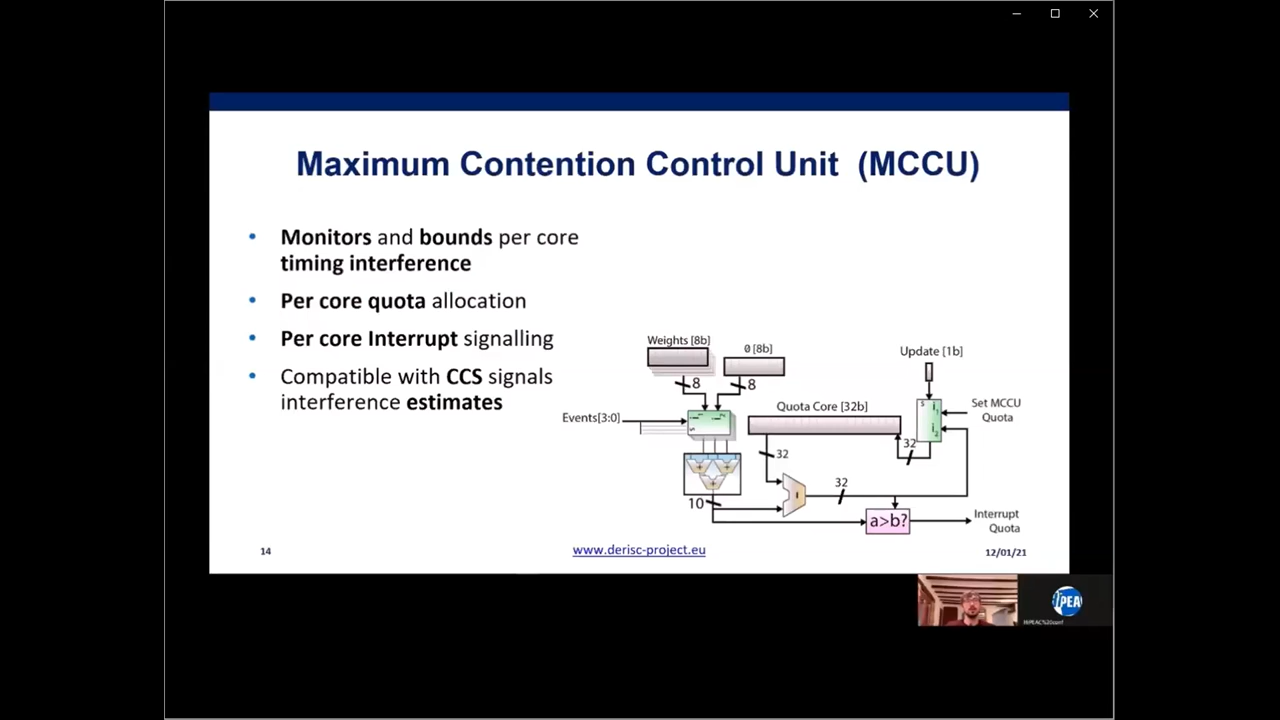 Maximum Contention Control Unit (MCCU)
• Monitors and bounds per core
timing interference
• Per core quota allocation
• Per core Interrupt signalling
• Compatible with CCS signals
interference estimates
Weights [8b]
0 [8b]
8
8
Events[3:0]
Quota Core [32b]
Update [1b]
Set MCCU
Quota
32
32
32
10
a>b?
Interrupt
Quota
14
www.derisc-project.eu
12/01/21